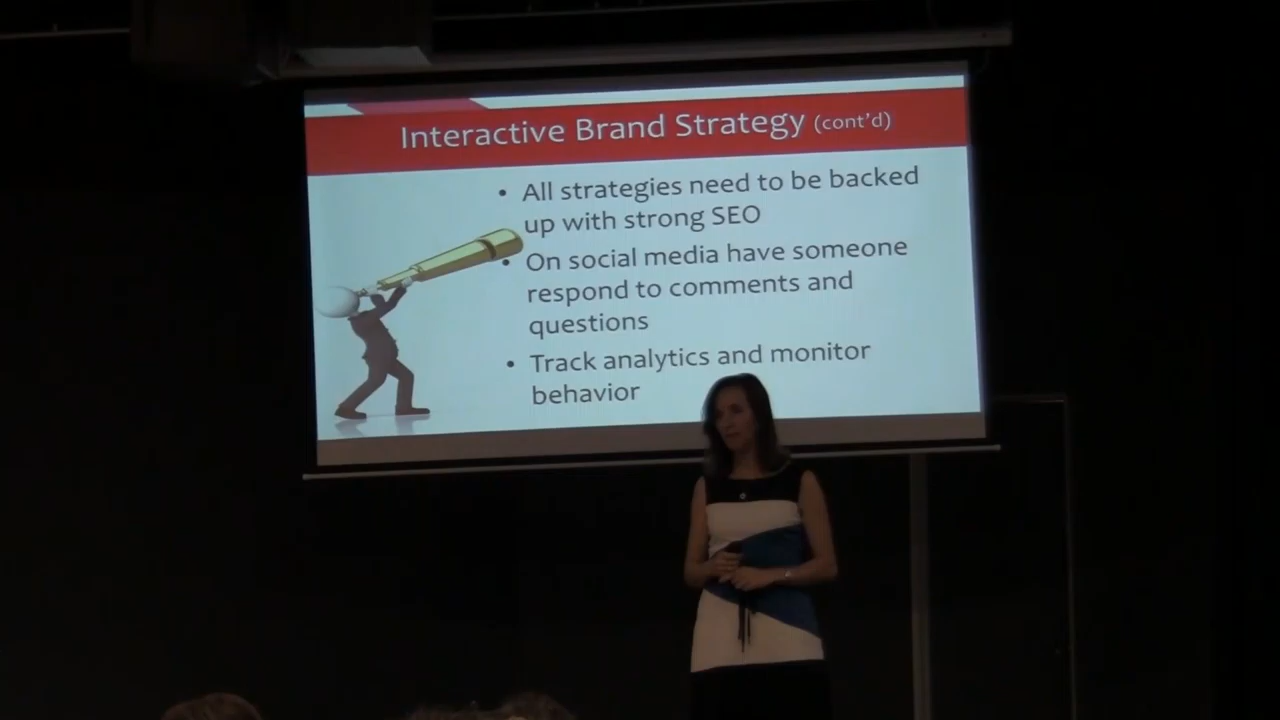 Interactive Brand Strategy (cont'd)
• All strategies need to be backed
up with strong SEO
• On social media have someone
respond to comments and
questions
• Track analytics and monitor
behavior